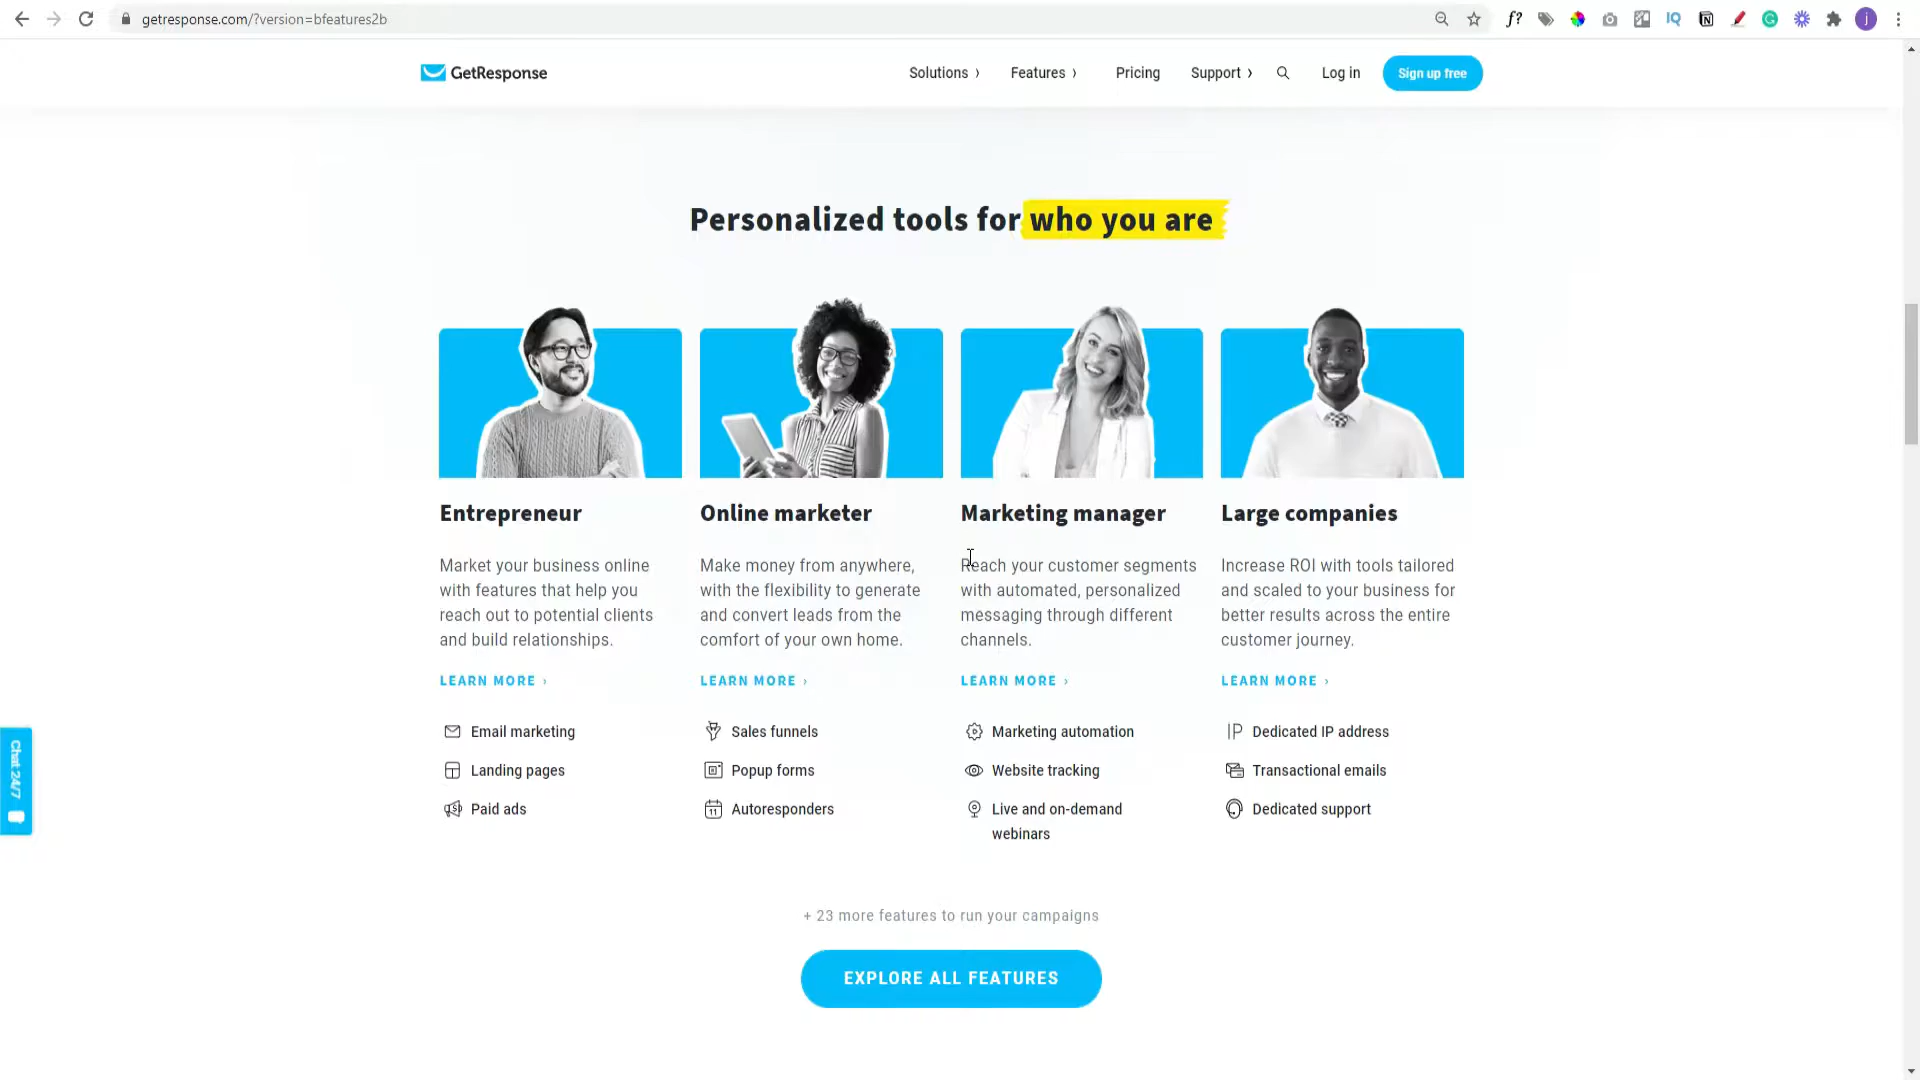 getresponse.com/?version=bfeatures2b
f?
IQ
N
G
j
GetResponse
Solutions ›
Features ›
Pricing
Support ›
Log in
Sign up free
Personalized tools for who you are
Entrepreneur
Market your business online
with features that help you
reach out to potential clients
and build relationships.
LEARN MORE ›
Email marketing
Landing pages
Paid ads
Online marketer
Make money from anywhere,
with the flexibility to generate
and convert leads from the
comfort of your own home.
LEARN MORE ›
Sales funnels
Popup forms
11
Autoresponders
Marketing manager
Reach your customer segments
with automated, personalized
messaging through different
channels.
LEARN MORE ›
Marketing automation
Website tracking
Live and on-demand
webinars
Large companies
Increase ROI with tools tailored
and scaled to your business for
better results across the entire
customer journey.
LEARN MORE ›
IP Dedicated IP address
Transactional emails
Dedicated support
Chat 24/7
+ 23 more features to run your campaigns
EXPLORE ALL FEATURES